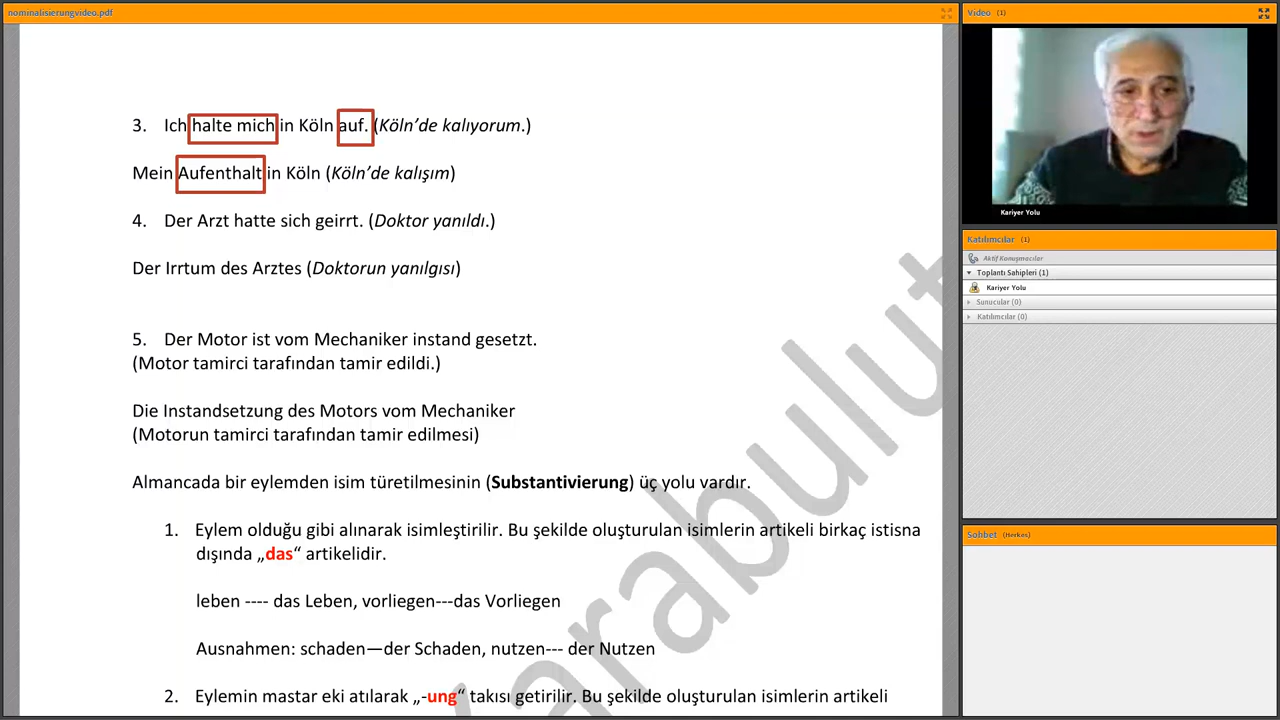 nominalisierungvideo.pdf
Video (1)
3. Ich halte mich in Köln auf. (Köln’de kalıyorum.)
Mein Aufenthalt in Köln (Köln’de kalışım)
4. Der Arzt hatte sich geirrt. (Doktor yanıldı.)
Der Irrtum des Arztes (Doktorun yanılgısı)
5. Der Motor ist vom Mechaniker instand gesetzt.
(Motor tamirci tarafından tamir edildi.)
Die Instandsetzung des Motors vom Mechaniker
(Motorun tamirci tarafından tamir edilmesi)
Almancada bir eylemden isim türetilmesinin (Substantivierung) üç yolu vardır.
1. Eylem olduğu gibi alınarak isimleştirilir. Bu şekilde oluşturulan isimlerin artikeli birkaç istisna
dışında „das“ artikelidir.
leben ---- das Leben, vorliegen---das Vorliegen
Ausnahmen: schaden—der Schaden, nutzen--- der Nutzen
2. Eylemin mastar eki atılarak „-ung“ takısı getirilir. Bu şekilde oluşturulan isimlerin artikeli
Karabulut
Kariyer Yolu
Katılımcılar (1)
Aktif Konuşmacılar
Toplantı Sahipleri (1)
Kariyer Yolu
Sunucular (0)
Katılımcılar (0)
Sohbet (Herkes)